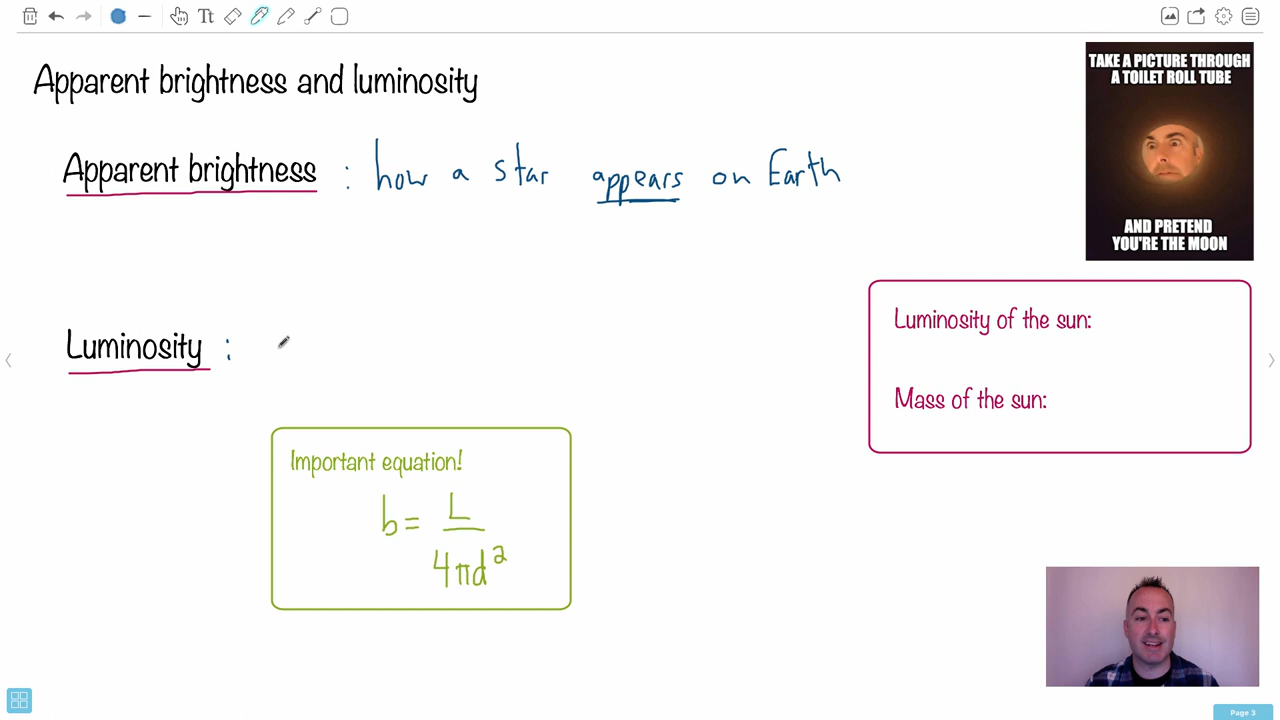 Tt
Apparent brightness and luminosity
TAKE A PICTURE THROUGH
A TOILET ROLL TUBE
AND PRETEND
YOU'RE THE MOON
Apparent brightness : how a star appears on Earth
Luminosity :
Luminosity of the sun:
Mass of the sun:
Important equation!
b = L / 4πd²
Page 3